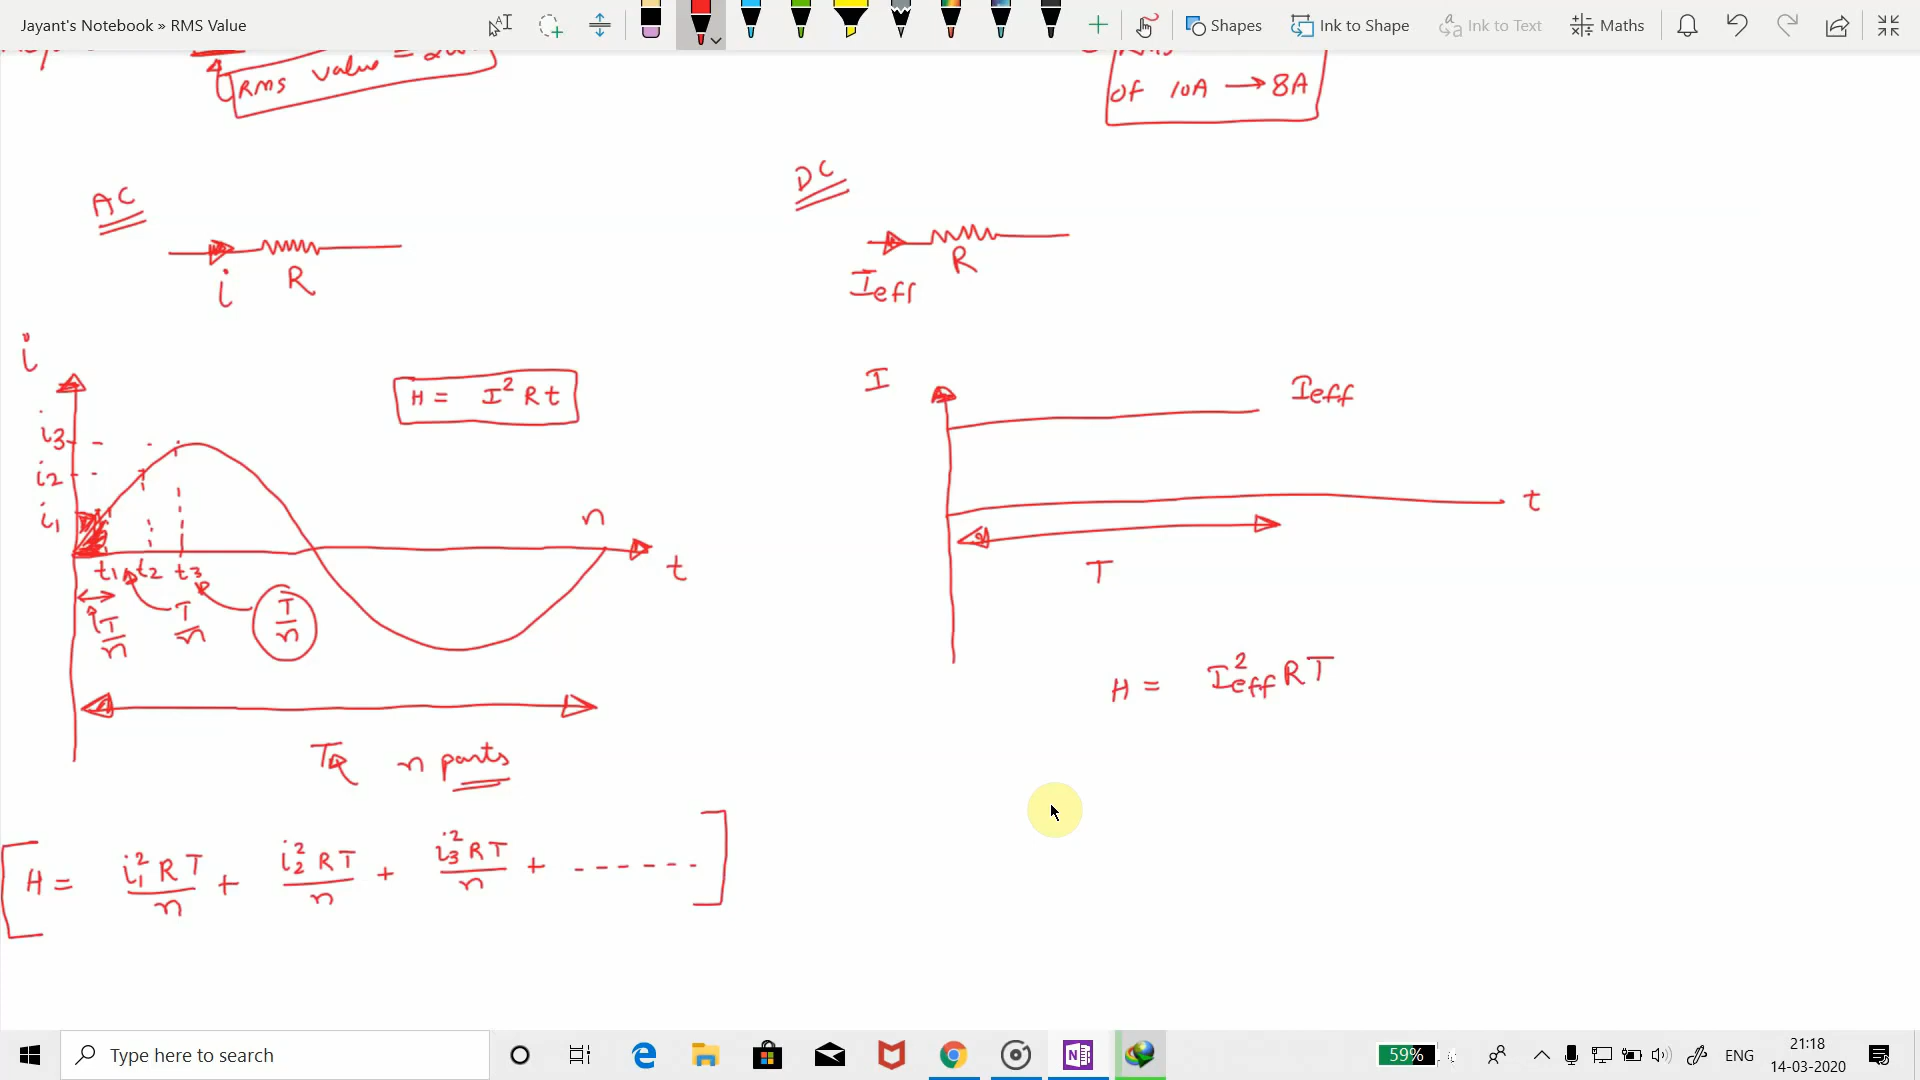 Jayant's Notebook » RMS Value
Shapes
Ink to Shape
Ink to Text
Maths
RMS value =
of 10A → 8A
AC
i
R
DC
Ieff
R
i
H = I² R t
i3
i2
i1
n
t
t1 t2 t3
T/n T/n T/n
T n parts
I
Ieff
t
T
H = I²eff R T
H = i1² R T/n + i2² R T/n + i3² R T/n + -------
Type here to search
59%
ENG
21:18
14-03-2020